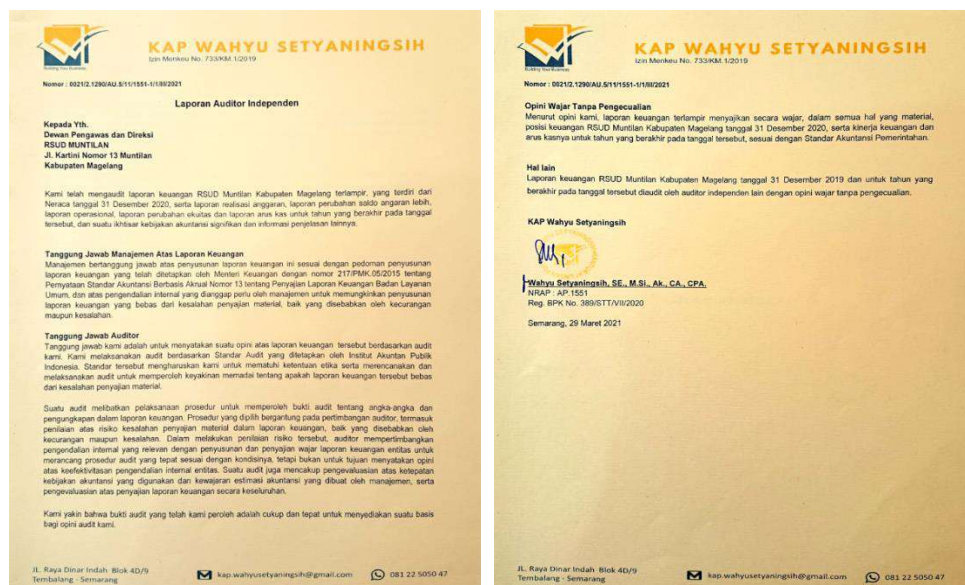 KAP WAHYU SETYANINGSIH
Izin Menkeu No. 733/KM.1/2019
Building Your Business
Nomor : 0021/2.1290/AU.5/11/1551-1/1/III/2021
Laporan Auditor Independen
Kepada Yth.
Dewan Pengawas dan Direksi
RSUD MUNTILAN
Jl. Kartini Nomor 13 Muntilan
Kabupaten Magelang
Kami telah mengaudit laporan keuangan RSUD Muntilan Kabupaten Magelang terlampir, yang terdiri dari
Neraca tanggal 31 Desember 2020, serta laporan realisasi anggaran, laporan perubahan saldo anggaran lebih,
laporan operasional, laporan perubahan ekuitas dan laporan arus kas untuk tahun yang berakhir pada tanggal
tersebut, dan suatu ikhtisar kebijakan akuntansi signifikan dan informasi penjelasan lainnya.
Tanggung Jawab Manajemen Atas Laporan Keuangan
Manajemen bertanggung jawab atas penyusunan laporan keuangan ini sesuai dengan pedoman penyusunan
laporan keuangan yang telah ditetapkan oleh Menteri Keuangan dengan nomor 217/PMK.05/2015 tentang
Pernyataan Standar Akuntansi Berbasis Akrual Nomor 13 tentang Penyajian Laporan Keuangan Badan Layanan
Umum, dan atas pengendalian internal yang dianggap perlu oleh manajemen untuk memungkinkan penyusunan
laporan keuangan yang bebas dari kesalahan penyajian material, baik yang disebabkan oleh kecurangan
maupun kesalahan.
Tanggung Jawab Auditor
Tanggung jawab kami adalah untuk menyatakan suatu opini atas laporan keuangan tersebut berdasarkan audit
kami. Kami melaksanakan audit berdasarkan Standar Audit yang ditetapkan oleh Institut Akuntan Publik
Indonesia. Standar tersebut mengharuskan kami untuk mematuhi ketentuan etika serta merencanakan dan
melaksanakan audit untuk memperoleh keyakinan memadai tentang apakah laporan keuangan tersebut bebas
dari kesalahan penyajian material.
Suatu audit melibatkan pelaksanaan prosedur untuk memperoleh bukti audit tentang angka-angka dan
pengungkapan dalam laporan keuangan. Prosedur yang dipilih bergantung pada pertimbangan auditor, termasuk
penilaian atas risiko kesalahan penyajian material dalam laporan keuangan, baik yang disebabkan oleh
kecurangan maupun kesalahan. Dalam melakukan penilaian risiko tersebut, auditor mempertimbangkan
pengendalian internal yang relevan dengan penyusunan dan penyajian wajar laporan keuangan entitas untuk
merancang prosedur audit yang tepat sesuai dengan kondisinya, tetapi bukan untuk tujuan menyatakan opini
atas keefektivitasan pengendalian internal entitas. Suatu audit juga mencakup pengevaluasian atas ketepatan
kebijakan akuntansi yang digunakan dan kewajaran estimasi akuntansi yang dibuat oleh manajemen, serta
pengevaluasian atas penyajian laporan keuangan secara keseluruhan.
Kami yakin bahwa bukti audit yang telah kami peroleh adalah cukup dan tepat untuk menyediakan suatu basis
bagi opini audit kami.
JL. Raya Dinar Indah Blok 4D/9
Tembalang - Semarang
kap.wahyusetyaningsih@gmail.com
081 22 5050 47
KAP WAHYU SETYANINGSIH
Izin Menkeu No. 733/KM.1/2019
Building Your Business
Nomor : 0021/2.1290/AU.5/11/1551-1/1/III/2021
Opini Wajar Tanpa Pengecualian
Menurut opini kami, laporan keuangan terlampir menyajikan secara wajar, dalam semua hal yang material,
posisi keuangan RSUD Muntilan Kabupaten Magelang tanggal 31 Desember 2020, serta kinerja keuangan dan
arus kasnya untuk tahun yang berakhir pada tanggal tersebut, sesuai dengan Standar Akuntansi Pemerintahan.
Hal lain
Laporan keuangan RSUD Muntilan Kabupaten Magelang tanggal 31 Desember 2019 dan untuk tahun yang
berakhir pada tanggal tersebut diaudit oleh auditor independen lain dengan opini wajar tanpa pengecualian.
KAP Wahyu Setyaningsih
Wahyu Setyaningsih, SE., M.Si., Ak., CA., CPA.
NRAP : AP.1551
Reg. BPK No. 389/STT/VII/2020
Semarang, 29 Maret 2021
JL. Raya Dinar Indah Blok 4D/9
Tembalang - Semarang
kap.wahyusetyaningsih@gmail.com
081 22 5050 47